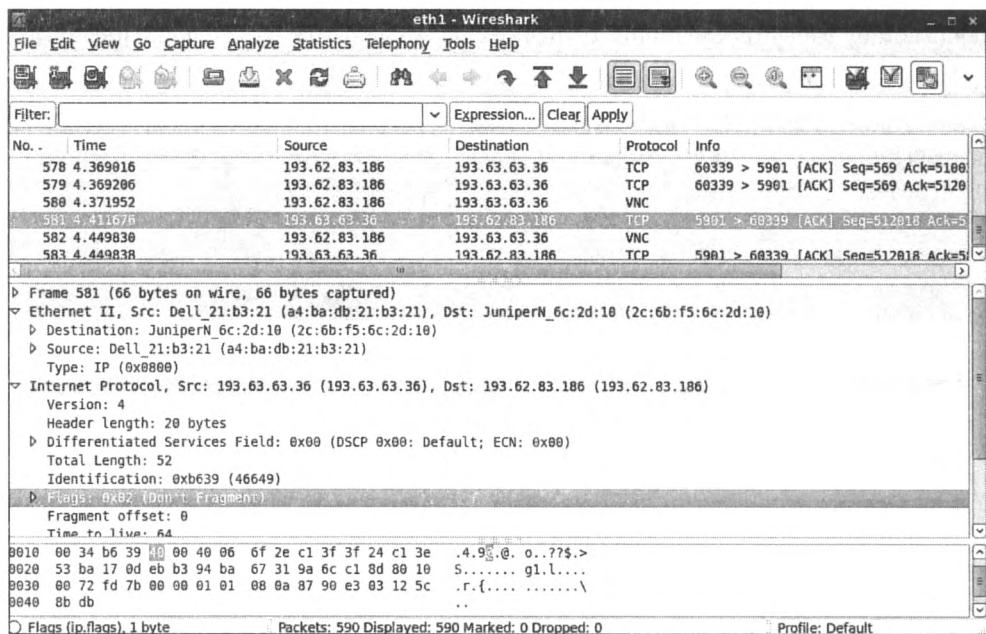 eth1 - Wireshark
File Edit View Go Capture Analyze Statistics Telephony Tools Help
Filter: Expression... Clear Apply
No. . Time Source Destination Protocol Info
578 4.369016 193.62.83.186 193.63.63.36 TCP 60339 > 5901 [ACK] Seq=569 Ack=5100
579 4.369206 193.62.83.186 193.63.63.36 TCP 60339 > 5901 [ACK] Seq=569 Ack=5120
580 4.371952 193.62.83.186 193.63.63.36 VNC
581 4.411676 193.63.63.36 193.62.83.186 TCP 5901 > 60339 [ACK] Seq=512018 Ack=5
582 4.449830 193.62.83.186 193.63.63.36 VNC
583 4.449838 193.63.63.36 193.62.83.186 TCP 5901 > 60339 [ACK] Seq=512018 Ack=58
Frame 581 (66 bytes on wire, 66 bytes captured)
Ethernet II, Src: Dell_21:b3:21 (a4:ba:db:21:b3:21), Dst: JuniperN_6c:2d:10 (2c:6b:f5:6c:2d:10)
Destination: JuniperN_6c:2d:10 (2c:6b:f5:6c:2d:10)
Source: Dell_21:b3:21 (a4:ba:db:21:b3:21)
Type: IP (0x0800)
Internet Protocol, Src: 193.63.63.36 (193.63.63.36), Dst: 193.62.83.186 (193.62.83.186)
Version: 4
Header length: 20 bytes
Differentiated Services Field: 0x00 (DSCP 0x00: Default; ECN: 0x00)
Total Length: 52
Identification: 0xb639 (46649)
Flags: 0x02 (Don't Fragment)
Fragment offset: 0
Time to live: 64
0010 00 34 b6 39 40 00 40 06 6f 2e c1 3f 3f 24 c1 3e .4.9@.@. o..??$.>
0020 53 ba 17 0d eb b3 94 ba 67 31 9a 6c c1 8d 80 10 S....... g1.l....
0030 00 72 fd 7b 00 00 01 01 08 0a 87 90 e3 03 12 5c .r.{.... .......\
0040 8b db ..
Flags (ip.flags), 1 byte Packets: 590 Displayed: 590 Marked: 0 Dropped: 0 Profile: Default